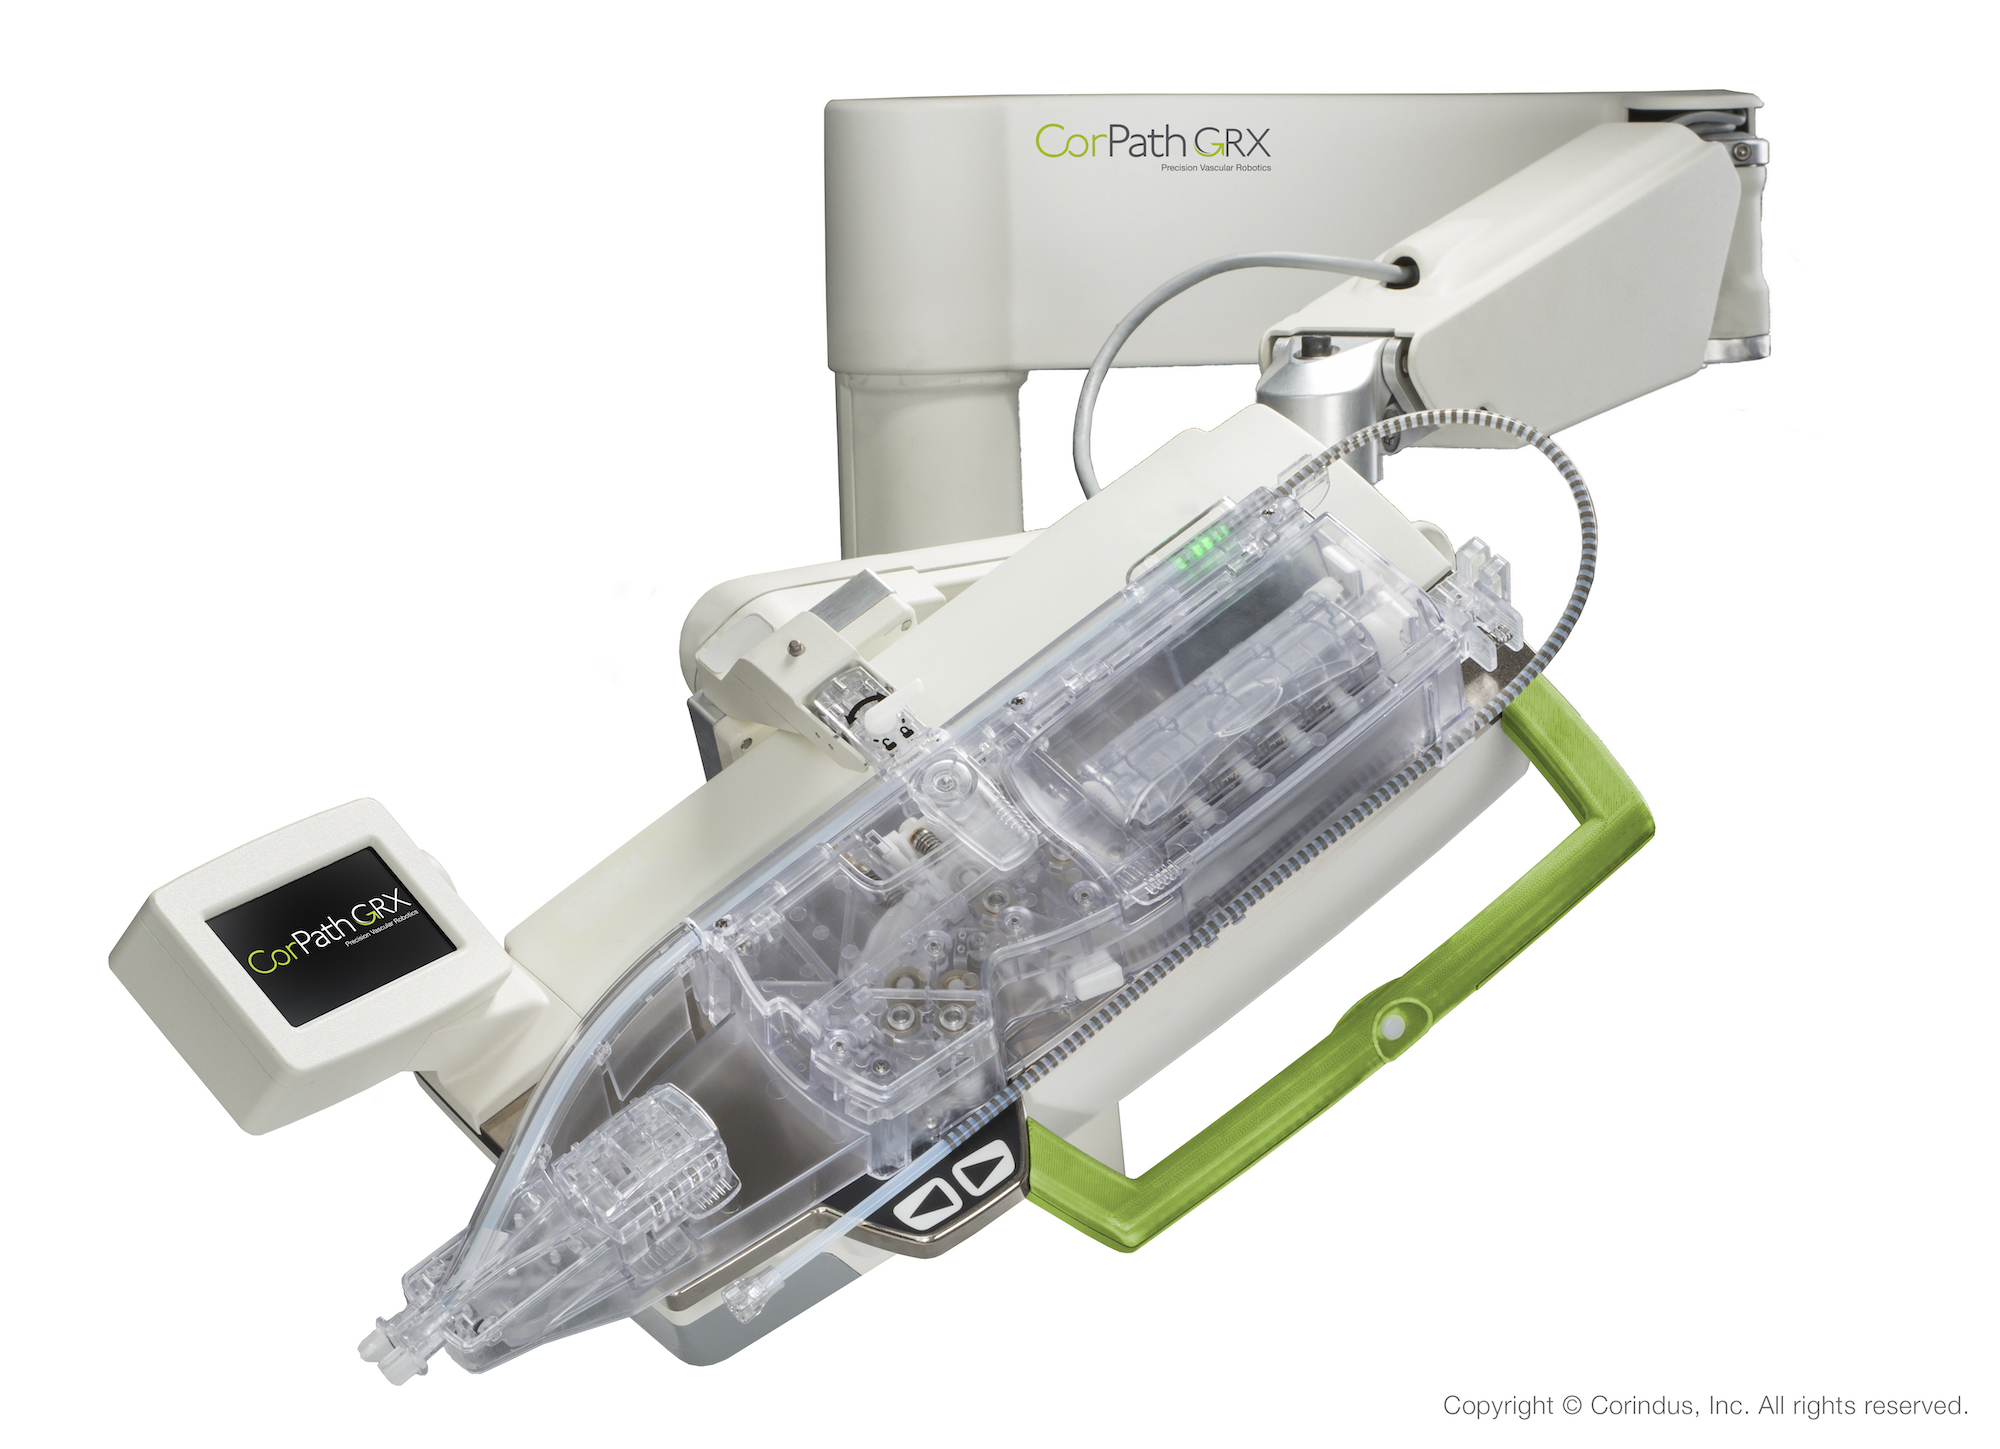 CorPath GRX
Precision Vascular Robotics
CorPath GRX
Precision Vascular Robotics
Copyright © Corindus, Inc. All rights reserved.